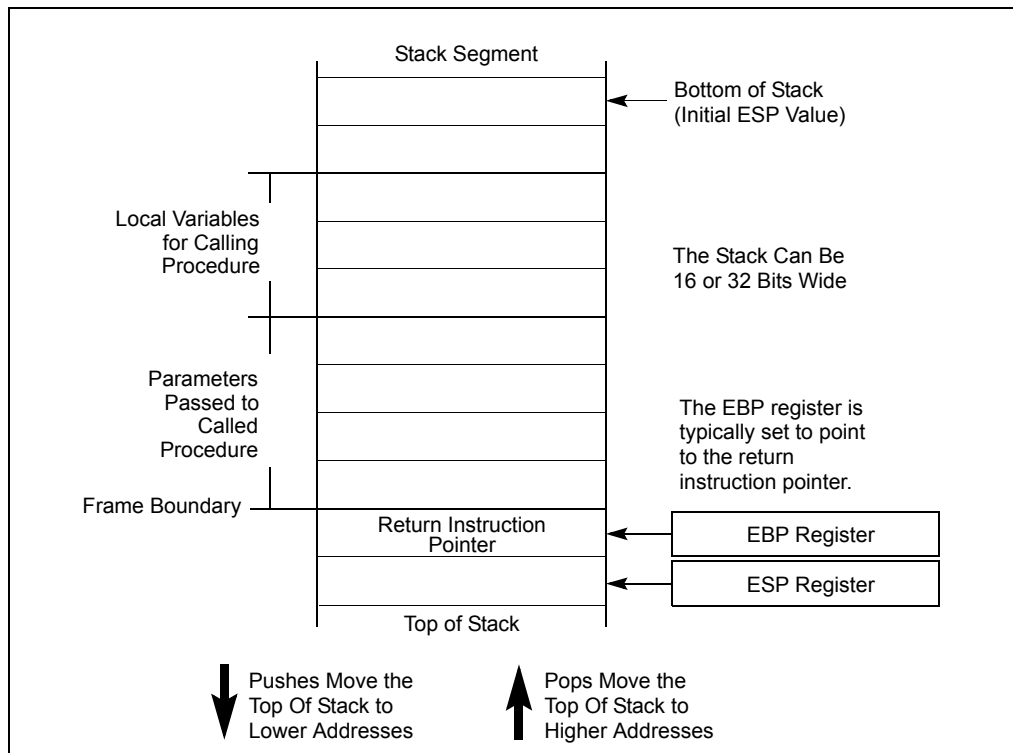 Stack Segment
Bottom of Stack
(Initial ESP Value)
Local Variables
for Calling
Procedure
The Stack Can Be
16 or 32 Bits Wide
Parameters
Passed to
Called
Procedure
The EBP register is
typically set to point
to the return
instruction pointer.
Frame Boundary
Return Instruction
Pointer
EBP Register
ESP Register
Top of Stack
Pushes Move the
Top Of Stack to
Lower Addresses
Pops Move the
Top Of Stack to
Higher Addresses